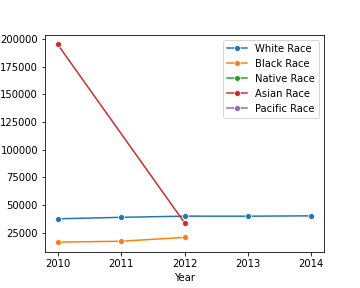 200000
175000
150000
125000
100000
75000
50000
25000
2010 2011 2012 2013 2014
Year
White Race
Black Race
Native Race
Asian Race
Pacific Race